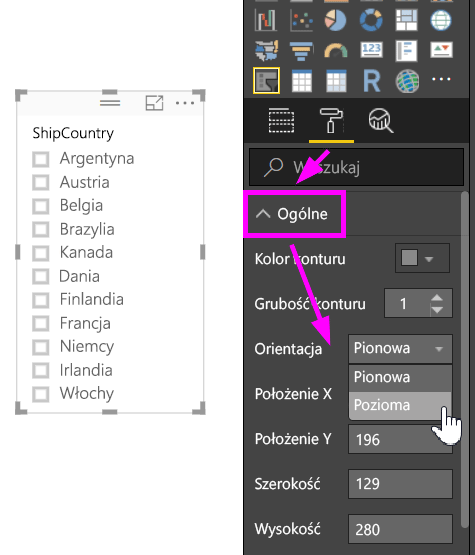 ShipCountry
Argentyna
Austria
Belgia
Brazylia
Kanada
Dania
Finlandia
Francja
Niemcy
Irlandia
Włochy
123
R
Wyszukaj
Ogólne
Kolor konturu
Grubość konturu 1
Orientacja Pionowa
Pionowa
Pozioma
Położenie X
Położenie Y 196
Szerokość 129
Wysokość 280